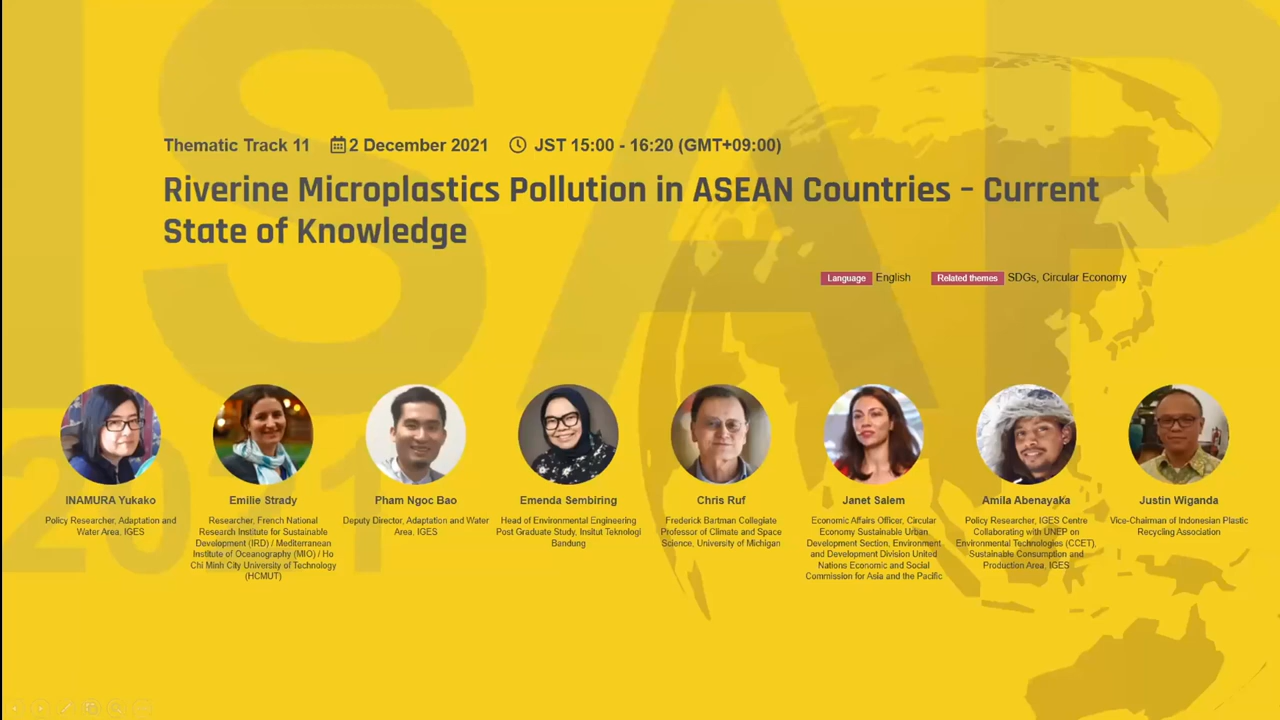 ISAP
2021
Thematic Track 11 2 December 2021 JST 15:00 - 16:20 (GMT+09:00)
Riverine Microplastics Pollution in ASEAN Countries – Current
State of Knowledge
Language English Related themes SDGs, Circular Economy
INAMURA Yukako
Policy Researcher, Adaptation and
Water Area, IGES
Emilie Strady
Researcher, French National
Research Institute for Sustainable
Development (IRD) / Mediterranean
Institute of Oceanography (MIO) / Ho
Chi Minh City University of Technology
(HCMUT)
Pham Ngoc Bao
Deputy Director, Adaptation and Water
Area, IGES
Emenda Sembiring
Head of Environmental Engineering
Post Graduate Study, Insitut Teknologi
Bandung
Chris Ruf
Frederick Bartman Collegiate
Professor of Climate and Space
Science, University of Michigan
Janet Salem
Economic Affairs Officer, Circular
Economy Sustainable Urban
Development Section, Environment
and Development Division United
Nations Economic and Social
Commission for Asia and the Pacific
Amila Abenayaka
Policy Researcher, IGES Centre
Collaborating with UNEP on
Environmental Technologies (CCET),
Sustainable Consumption and
Production Area, IGES
Justin Wiganda
Vice-Chairman of Indonesian Plastic
Recycling Association